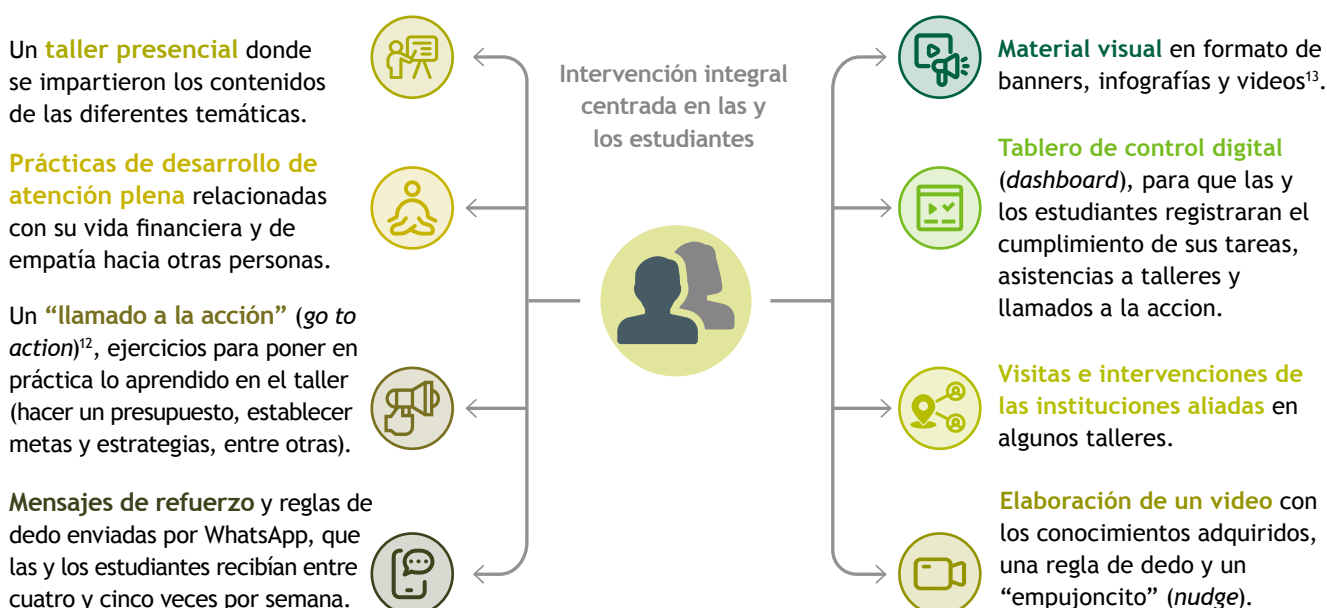 Un taller presencial donde
se impartieron los contenidos
de las diferentes temáticas.
Prácticas de desarrollo de
atención plena relacionadas
con su vida financiera y de
empatía hacia otras personas.
Un “llamado a la acción” (go to
action)¹², ejercicios para poner en
práctica lo aprendido en el taller
(hacer un presupuesto, establecer
metas y estrategias, entre otras).
Mensajes de refuerzo y reglas de
dedo enviadas por WhatsApp, que
las y los estudiantes recibían entre
cuatro y cinco veces por semana.
Intervención integral
centrada en las y
los estudiantes
Material visual en formato de
banners, infografías y videos¹³.
Tablero de control digital
(dashboard), para que las y
los estudiantes registraran el
cumplimiento de sus tareas,
asistencias a talleres y
llamados a la accion.
Visitas e intervenciones de
las instituciones aliadas en
algunos talleres.
Elaboración de un video con
los conocimientos adquiridos,
una regla de dedo y un
“empujoncito” (nudge).